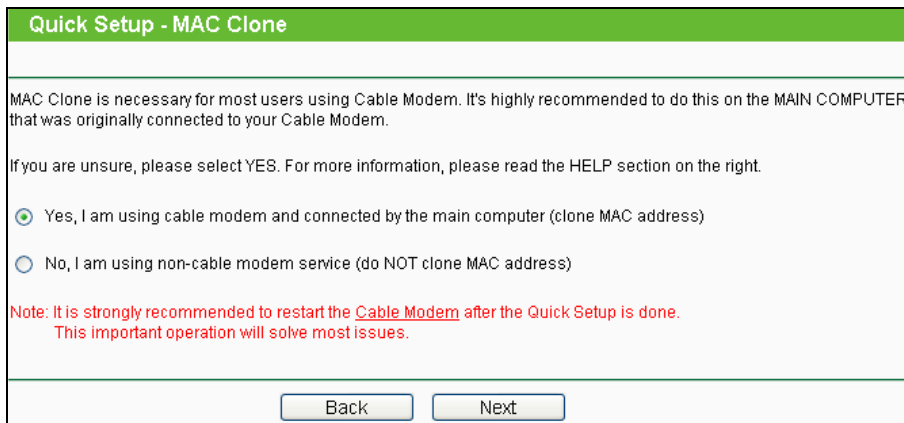 Quick Setup - MAC Clone
MAC Clone is necessary for most users using Cable Modem. It's highly recommended to do this on the MAIN COMPUTER
that was originally connected to your Cable Modem.
If you are unsure, please select YES. For more information, please read the HELP section on the right.
Yes, I am using cable modem and connected by the main computer (clone MAC address)
No, I am using non-cable modem service (do NOT clone MAC address)
Note: It is strongly recommended to restart the Cable Modem after the Quick Setup is done.
This important operation will solve most issues.
Back Next